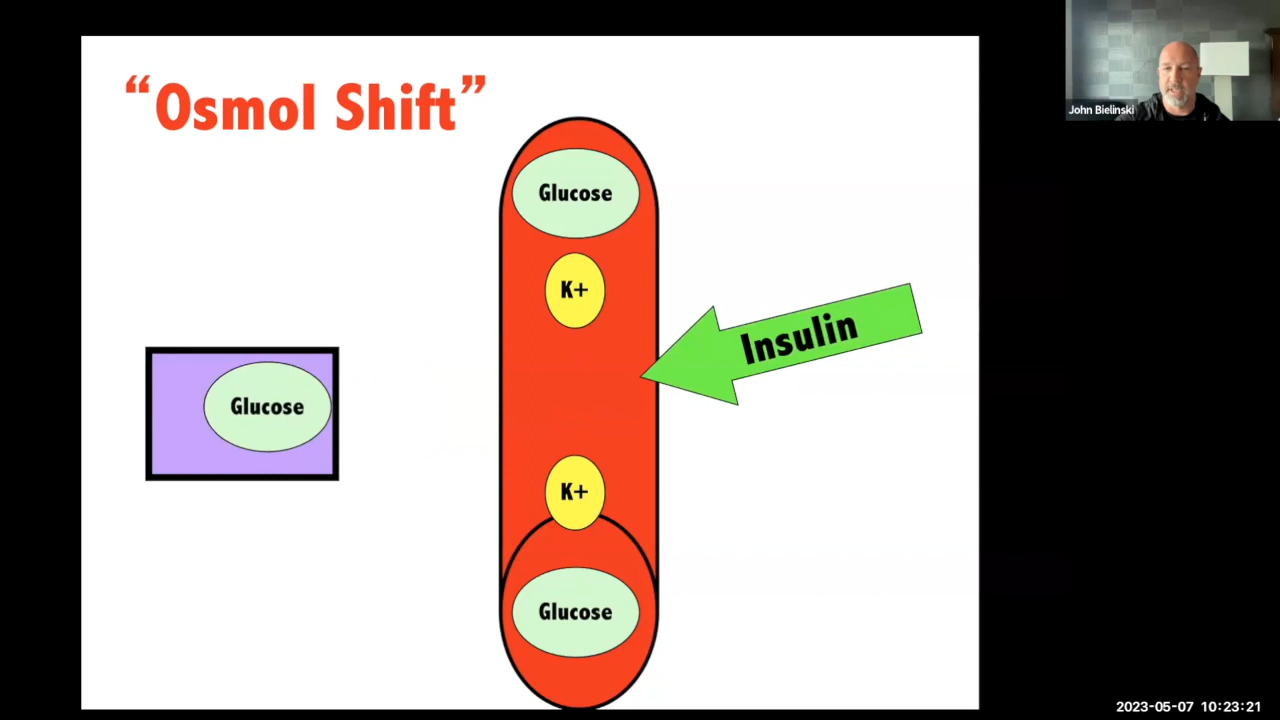 “Osmol Shift”
John Bielinski
Glucose
K+
Insulin
Glucose
K+
Glucose
2023-05-07 10:23:21